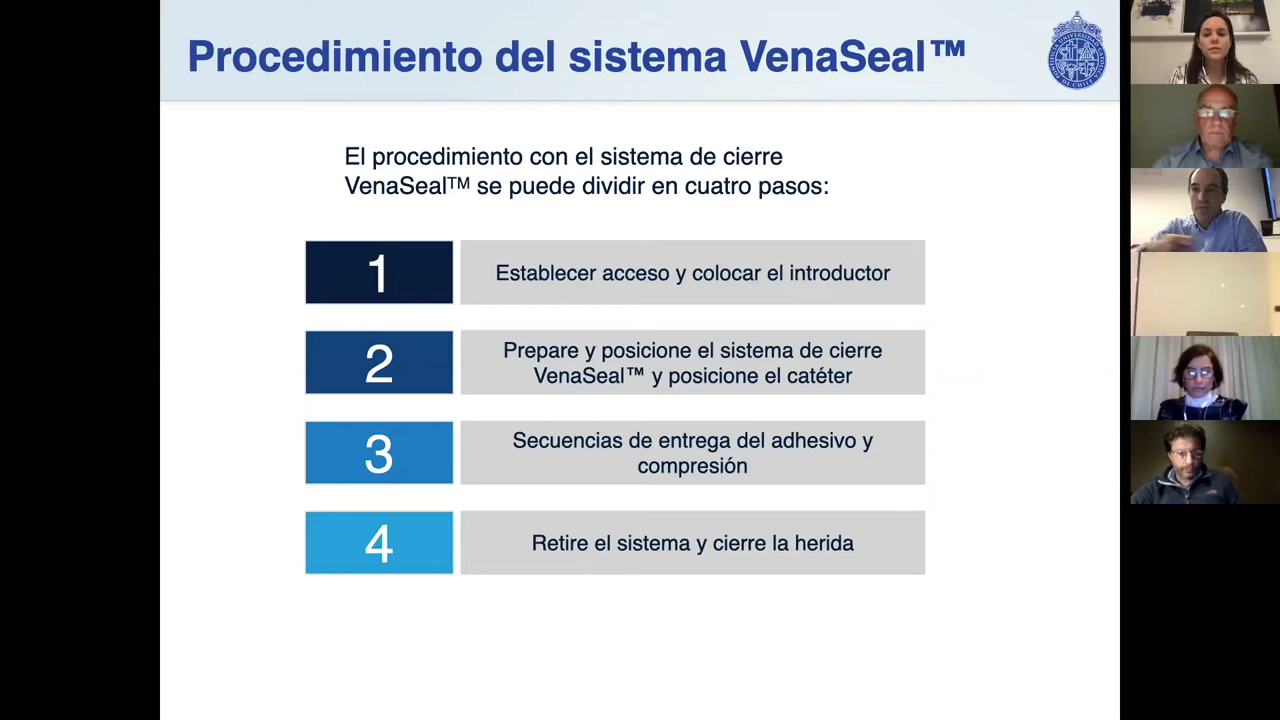 Procedimiento del sistema VenaSeal™
El procedimiento con el sistema de cierre
VenaSeal™ se puede dividir en cuatro pasos:
1
Establecer acceso y colocar el introductor
2
Prepare y posicione el sistema de cierre
VenaSeal™ y posicione el catéter
3
Secuencias de entrega del adhesivo y
compresión
4
Retire el sistema y cierre la herida